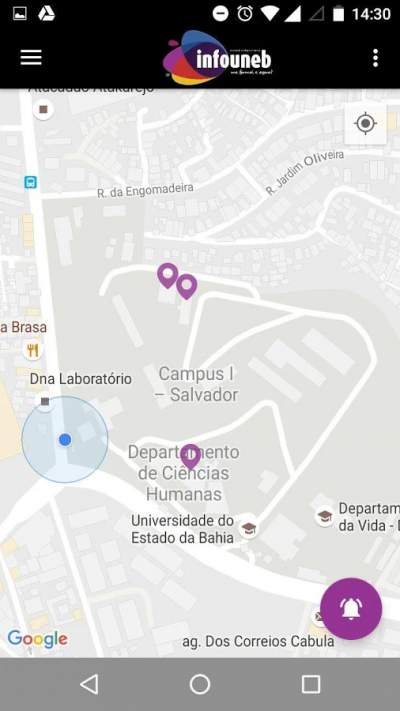 14:30
infouneb
Atacadão Atakarejo
R. da Engomadeira
R. Jardim Oliveira
a Brasa
Dna Laboratório
Campus I
– Salvador
Departamento
de Ciências
Humanas
Universidade do
Estado da Bahia
Departam
da Vida - D
Google
ag. Dos Correios Cabula